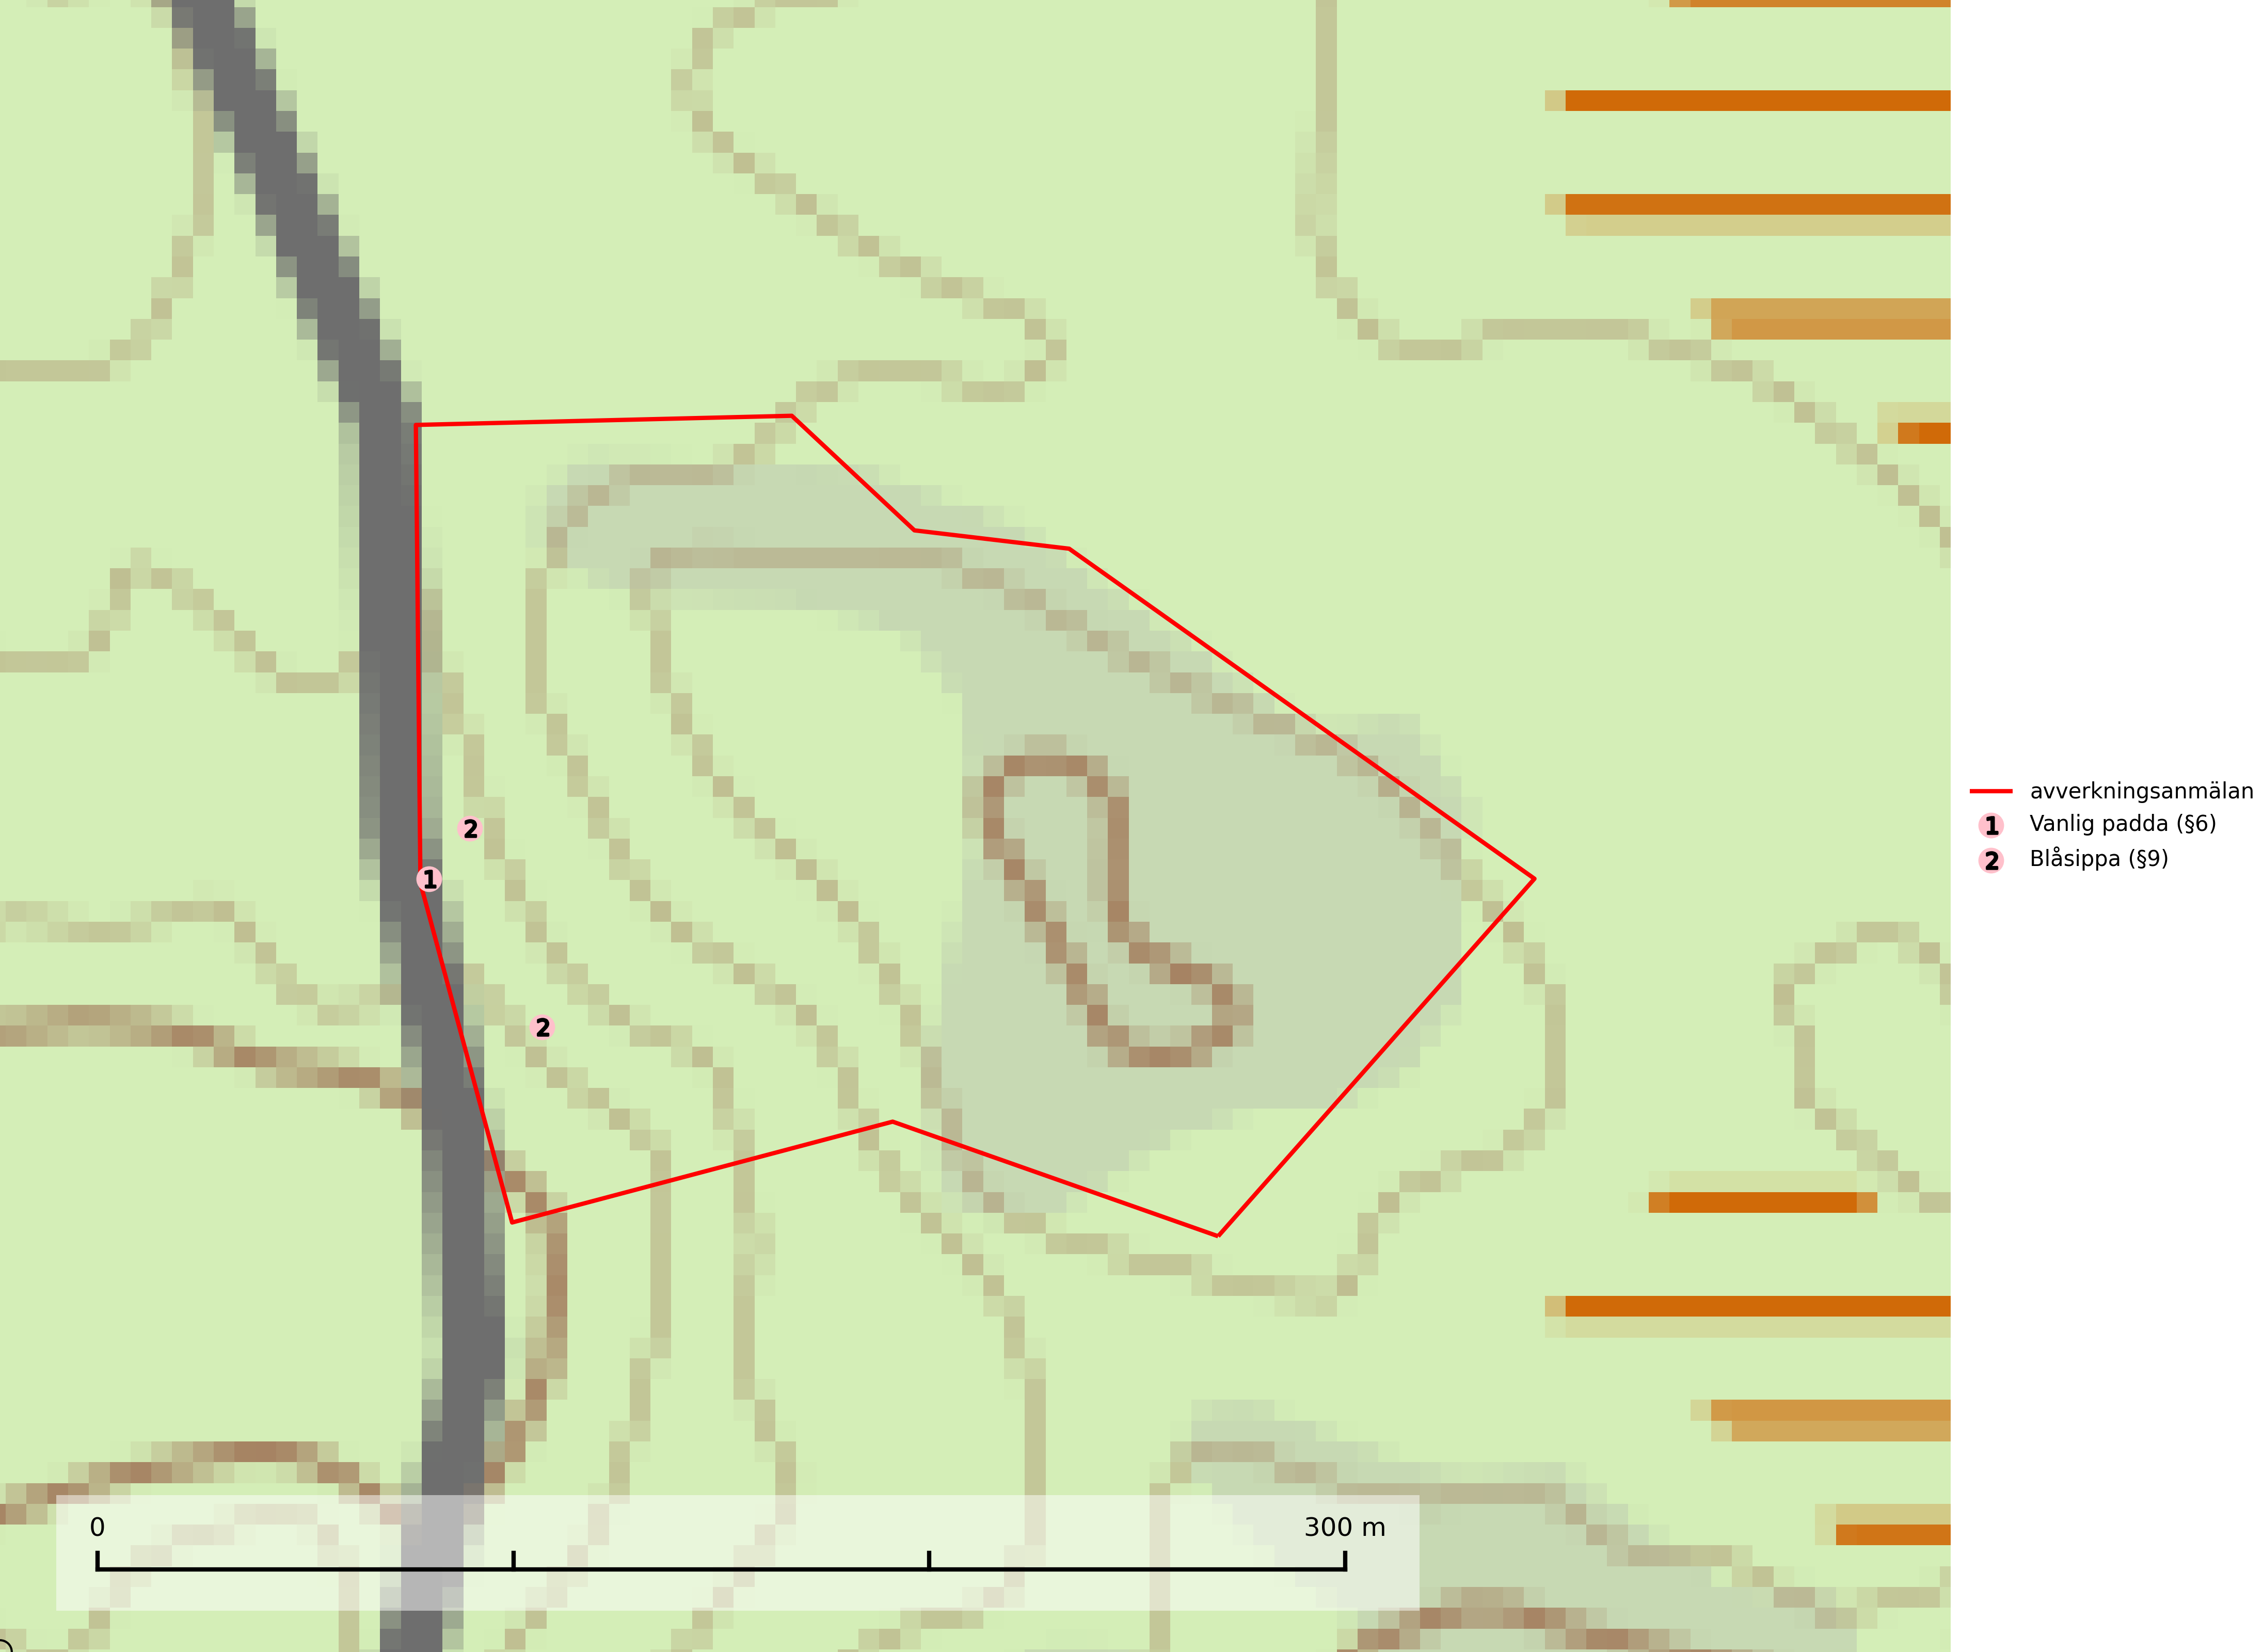 2
1
2
0 300 m
avverkningsanmälan
1 Vanlig padda (§6)
2 Blåsippa (§9)